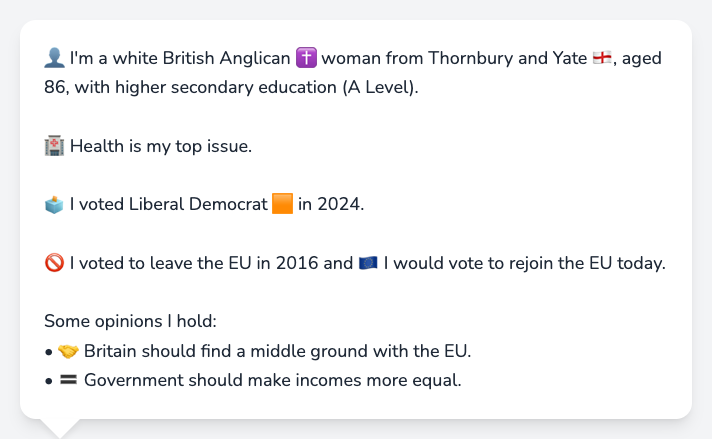 👤 I'm a white British Anglican ✝️ woman from Thornbury and Yate 🏴󠁧󠁢󠁥󠁮󠁧󠁿, aged
86, with higher secondary education (A Level).
🏥 Health is my top issue.
🗳️ I voted Liberal Democrat 🟧 in 2024.
🚫 I voted to leave the EU in 2016 and 🇪🇺 I would vote to rejoin the EU today.
Some opinions I hold:
• 🤝 Britain should find a middle ground with the EU.
• 🟰 Government should make incomes more equal.